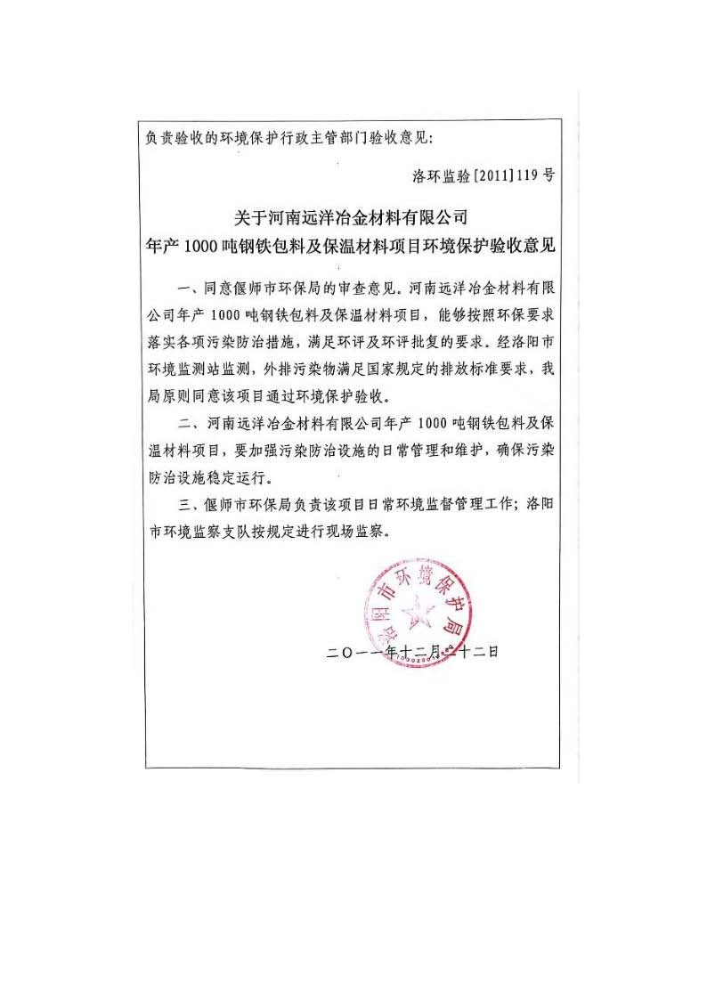 负责验收的环境保护行政主管部门验收意见:
洛环监验[2011]119 号
关于河南远洋冶金材料有限公司
年产 1000 吨钢铁包料及保温材料项目环境保护验收意见
一、同意偃师市环保局的审查意见。河南远洋冶金材料有限
公司年产 1000 吨钢铁包料及保温材料项目，能够按照环保要求
落实各项污染防治措施，满足环评及环评批复的要求。经洛阳市
环境监测站监测，外排污染物满足国家规定的排放标准要求，我
局原则同意该项目通过环境保护验收。
二、河南远洋冶金材料有限公司年产 1000 吨钢铁包料及保
温材料项目，要加强污染防治设施的日常管理和维护，确保污染
防治设施稳定运行。
三、偃师市环保局负责该项目日常环境监督管理工作；洛阳
市环境监察支队按规定进行现场监察。
洛阳市环境保护局
二〇一一年十二月二十二日